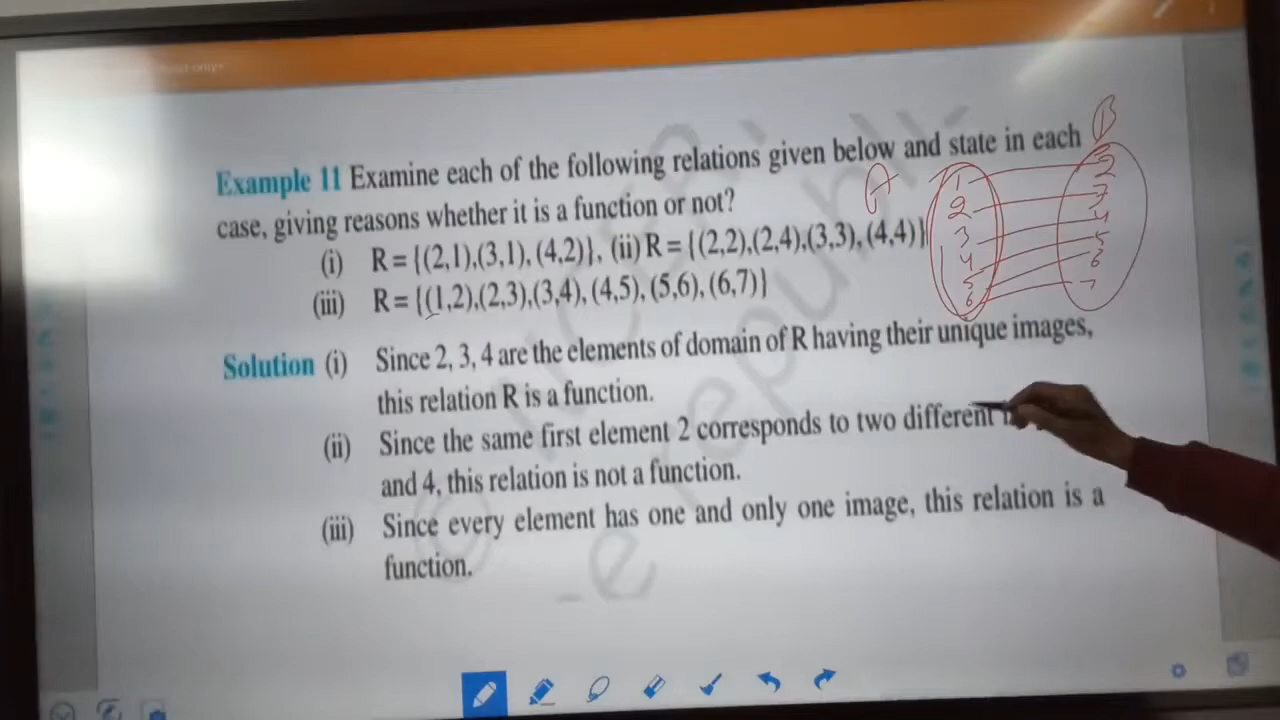 Example 11 Examine each of the following relations given below and state in each
case, giving reasons whether it is a function or not?
(i) R = {(2,1),(3,1), (4,2)}, (ii) R = {(2,2),(2,4),(3,3), (4,4)}
(iii) R = {(1,2),(2,3),(3,4), (4,5), (5,6), (6,7)}
Solution (i) Since 2, 3, 4 are the elements of domain of R having their unique images,
this relation R is a function.
(ii) Since the same first element 2 corresponds to two different
and 4, this relation is not a function.
(iii) Since every element has one and only one image, this relation is a
function.
A B
1 2
2 3
3 4
4 5
5 6
6 7